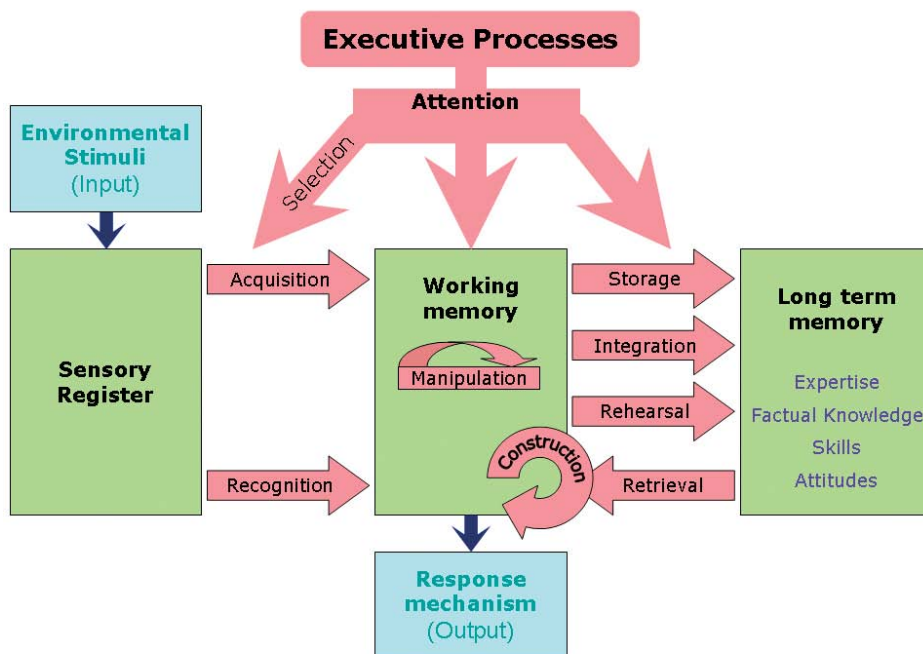 Executive Processes
Attention
Selection
Environmental
Stimuli
(Input)
Sensory
Register
Acquisition
Recognition
Working
memory
Manipulation
Construction
Storage
Integration
Rehearsal
Retrieval
Long term
memory
Expertise
Factual Knowledge
Skills
Attitudes
Response
mechanism
(Output)